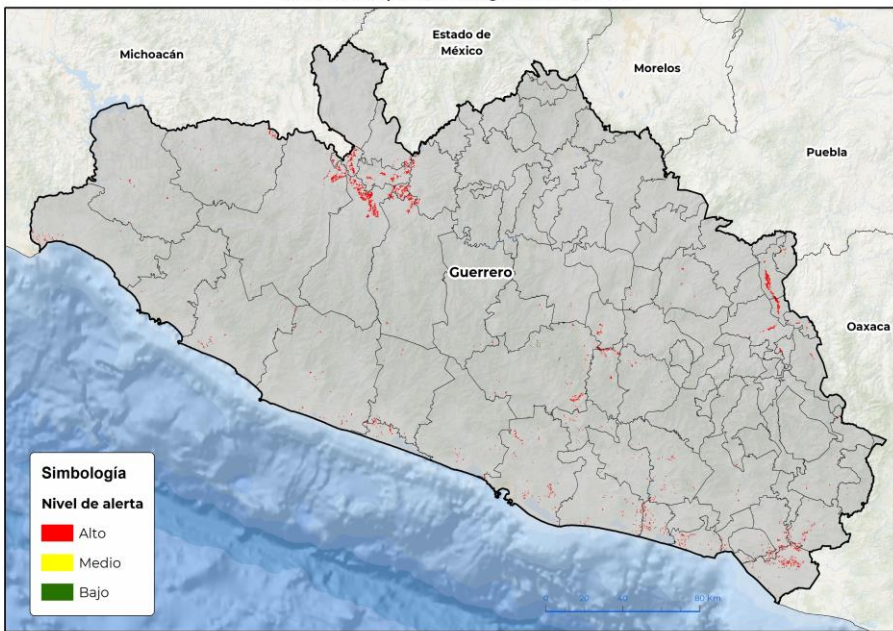 Estado de
México
Michoacán
Morelos
Puebla
Guerrero
Oaxaca
Simbología
Nivel de alerta
Alto
Medio
Bajo
0 20 40 80 Km